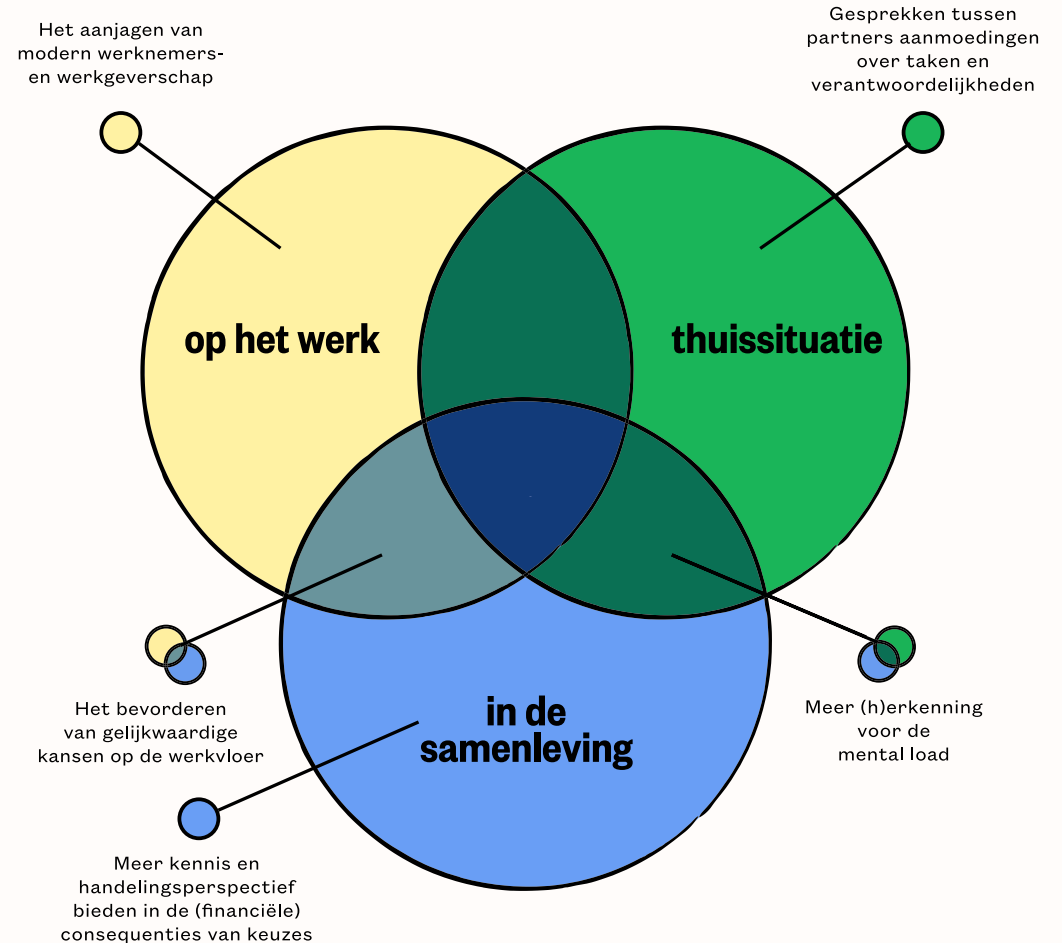 Het aanjagen van
modern werknemers-
en werkgeverschap
Gesprekken tussen
partners aanmoedingen
over taken en
verantwoordelijkheden
op het werk
thuissituatie
in de
samenleving
Het bevorderen
van gelijkwaardige
kansen op de werkvloer
Meer (h)erkenning
voor de
mental load
Meer kennis en
handelingsperspectief
bieden in de (financiële)
consequenties van keuzes